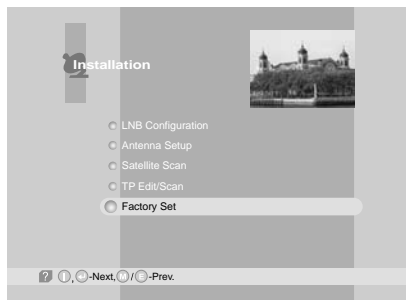 Installation
LNB Configuration
Antenna Setup
Satellite Scan
TP Edit/Scan
Factory Set
? , -Next, M / E -Prev.